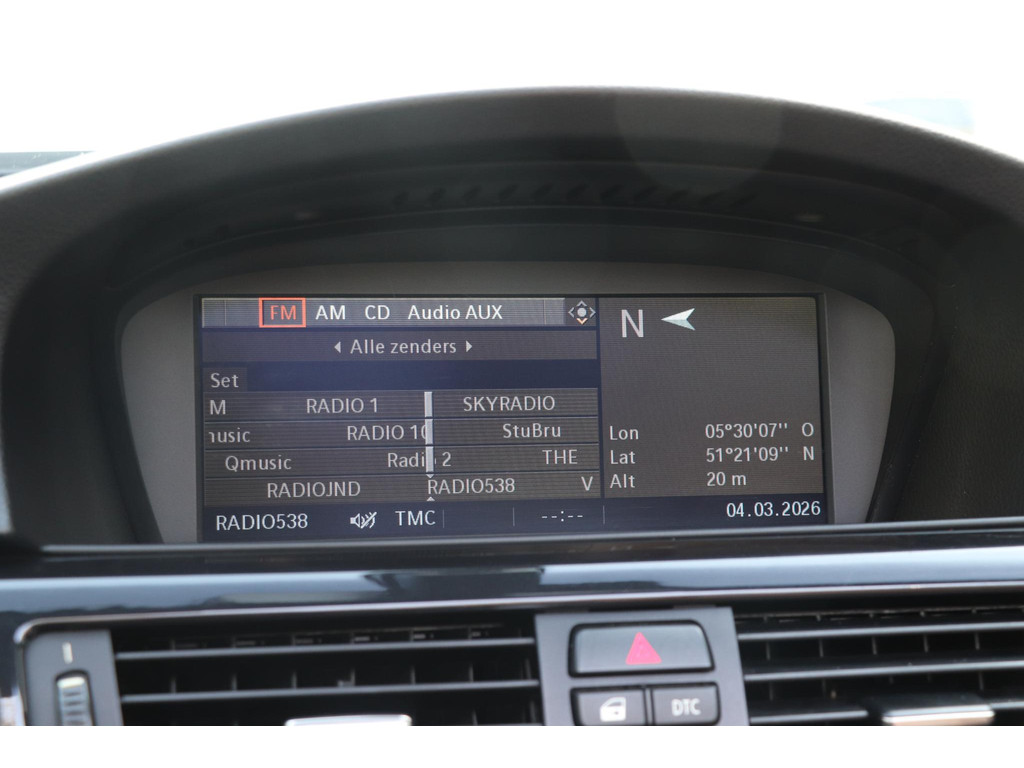 FM AM CD Audio AUX
Alle zenders
Set
M RADIO 1 SKYRADIO
usic RADIO 10 StuBru
Qmusic Radi 2 THE
RADIOJND RADIO538 V
N
Lon 05°30'07'' O
Lat 51°21'09'' N
Alt 20 m
RADIO538 TMC --:-- 04.03.2026
DTC